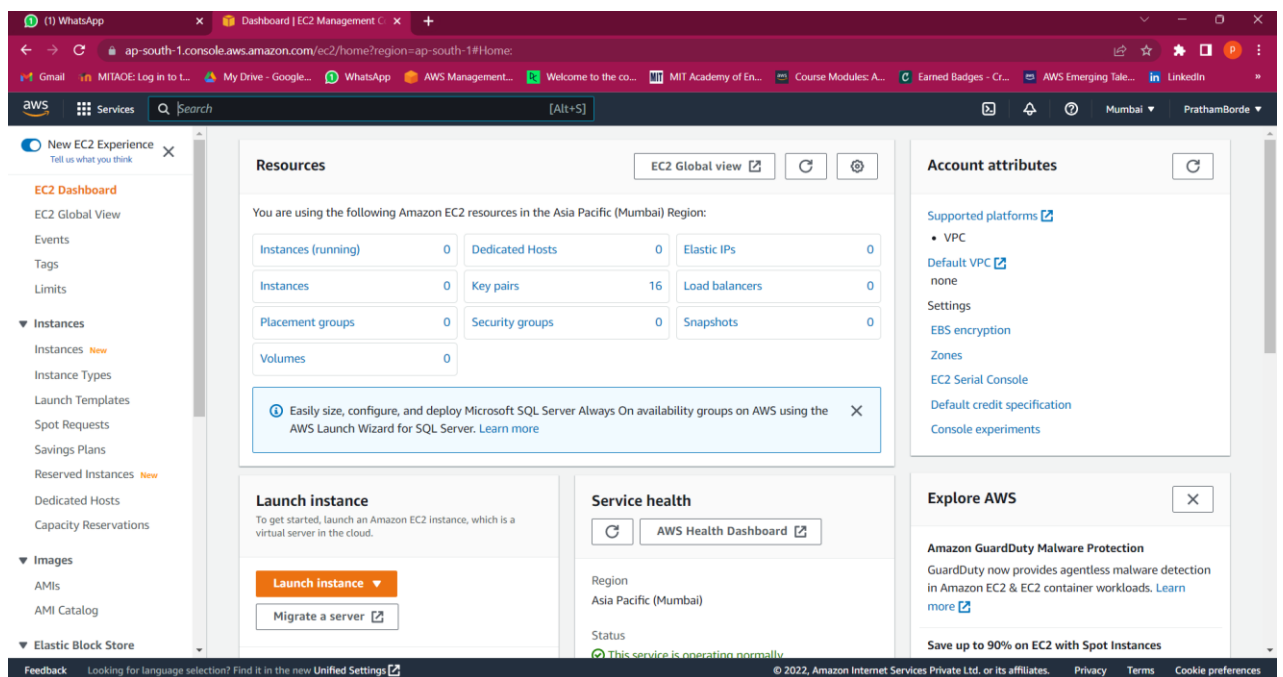 (1) WhatsApp
Dashboard | EC2 Management C
ap-south-1.console.aws.amazon.com/ec2/home?region=ap-south-1#Home:
P
Gmail
MITAOE: Log in to t...
My Drive - Google...
WhatsApp
AWS Management...
Welcome to the co...
MIT Academy of En...
Course Modules: A...
Earned Badges - Cr...
AWS Emerging Tale...
LinkedIn
»
aws
Services
Search
[Alt+S]
Mumbai
PrathamBorde
New EC2 Experience
Tell us what you think
EC2 Dashboard
EC2 Global View
Events
Tags
Limits
Instances
Instances New
Instance Types
Launch Templates
Spot Requests
Savings Plans
Reserved Instances New
Dedicated Hosts
Capacity Reservations
Images
AMIs
AMI Catalog
Elastic Block Store
Resources
EC2 Global view
You are using the following Amazon EC2 resources in the Asia Pacific (Mumbai) Region:
Instances (running) 0
Dedicated Hosts 0
Elastic IPs 0
Instances 0
Key pairs 16
Load balancers 0
Placement groups 0
Security groups 0
Snapshots 0
Volumes 0
Easily size, configure, and deploy Microsoft SQL Server Always On availability groups on AWS using the
AWS Launch Wizard for SQL Server. Learn more
Launch instance
To get started, launch an Amazon EC2 instance, which is a
virtual server in the cloud.
Launch instance
Migrate a server
Service health
AWS Health Dashboard
Region
Asia Pacific (Mumbai)
Status
This service is operating normally
Account attributes
Supported platforms
• VPC
Default VPC
none
Settings
EBS encryption
Zones
EC2 Serial Console
Default credit specification
Console experiments
Explore AWS
Amazon GuardDuty Malware Protection
GuardDuty now provides agentless malware detection
in Amazon EC2 & EC2 container workloads. Learn
more
Save up to 90% on EC2 with Spot Instances
Feedback
Looking for language selection? Find it in the new Unified Settings
© 2022, Amazon Internet Services Private Ltd. or its affiliates.
Privacy
Terms
Cookie preferences